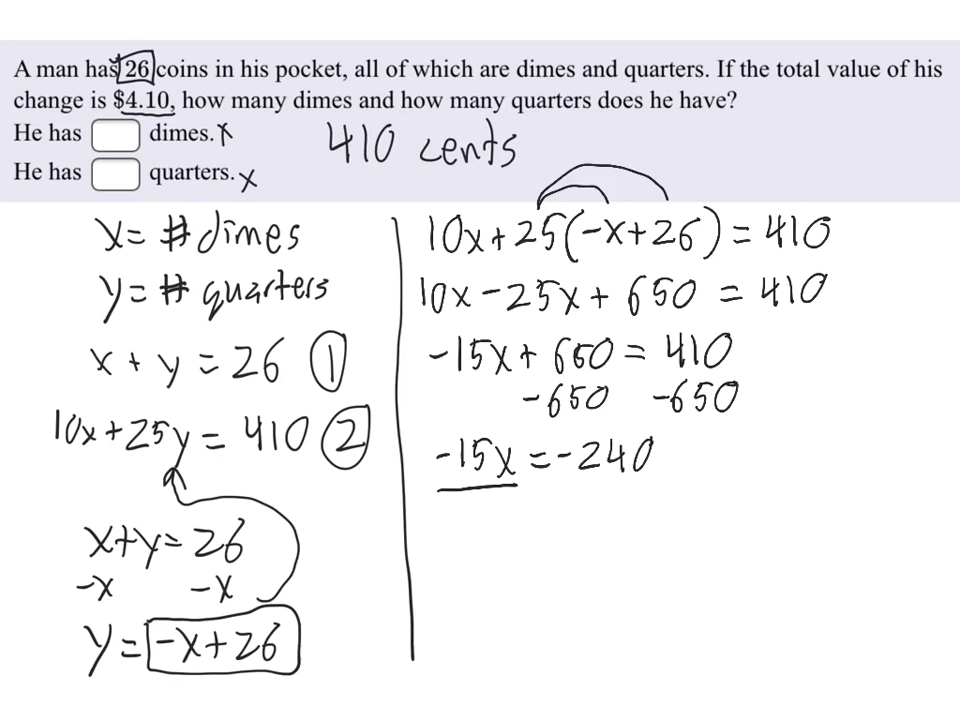 A man has 26 coins in his pocket, all of which are dimes and quarters. If the total value of his
change is $4.10, how many dimes and how many quarters does he have?
He has dimes. x
He has quarters. x
410 cents
x = # dimes
y = # quarters
x + y = 26 ①
10x + 25y = 410 ②
x + y = 26
-x -x
y = -x + 26
10x + 25(-x + 26) = 410
10x - 25x + 650 = 410
-15x + 650 = 410
-650 -650
-15x = -240